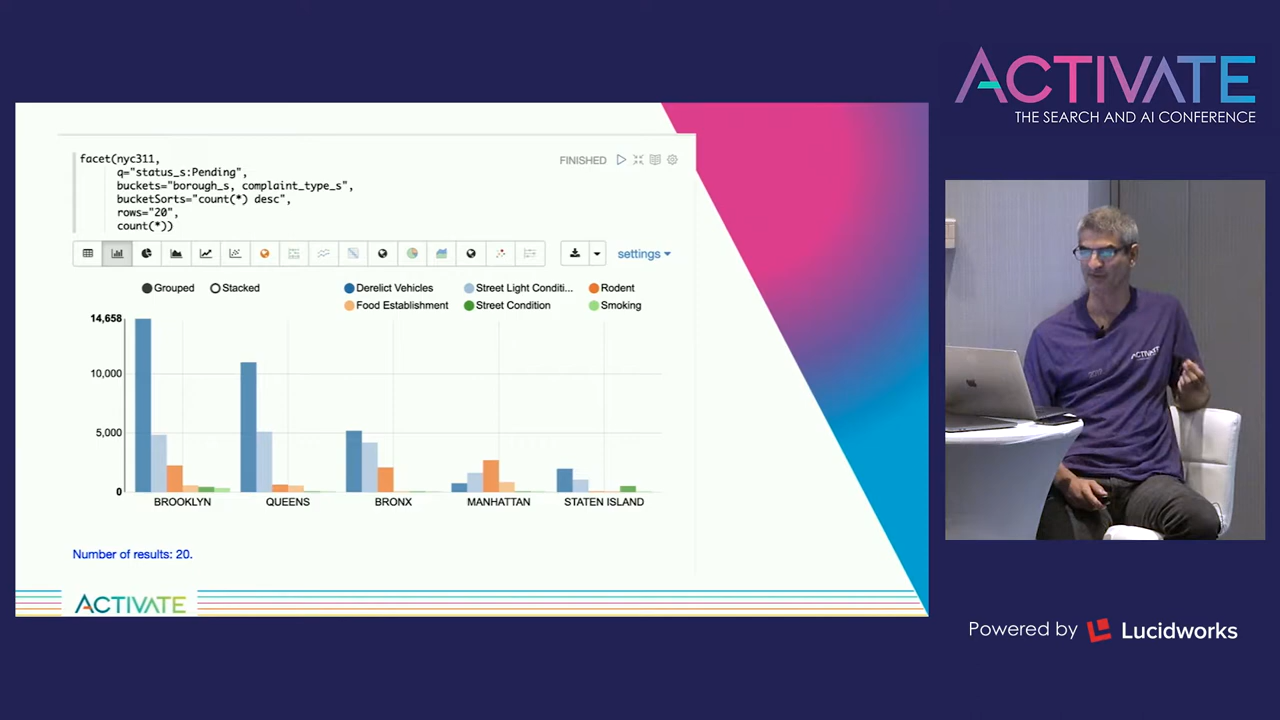 ACTIVATE
THE SEARCH AND AI CONFERENCE
facet(nyc311,
q="status_s:Pending",
buckets="borough_s, complaint_type_s",
bucketSorts="count(*) desc",
rows="20",
count(*))
FINISHED
settings
Grouped
Stacked
Derelict Vehicles
Street Light Conditi...
Rodent
Food Establishment
Street Condition
Smoking
14,658
10,000
5,000
0
BROOKLYN
QUEENS
BRONX
MANHATTAN
STATEN ISLAND
Number of results: 20.
ACTIVATE
ACTIVATE
Powered by Lucidworks